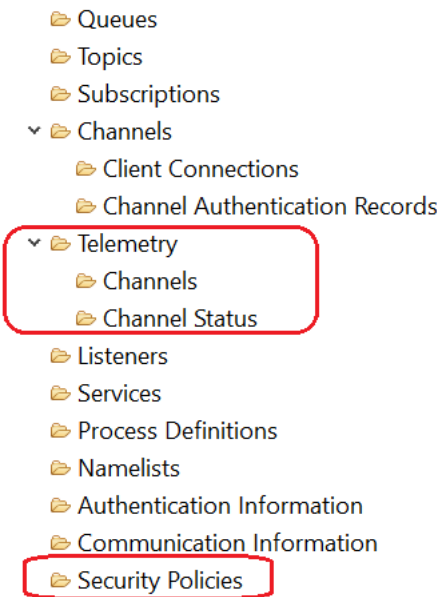 Queues
Topics
Subscriptions
Channels
Client Connections
Channel Authentication Records
Telemetry
Channels
Channel Status
Listeners
Services
Process Definitions
Namelists
Authentication Information
Communication Information
Security Policies